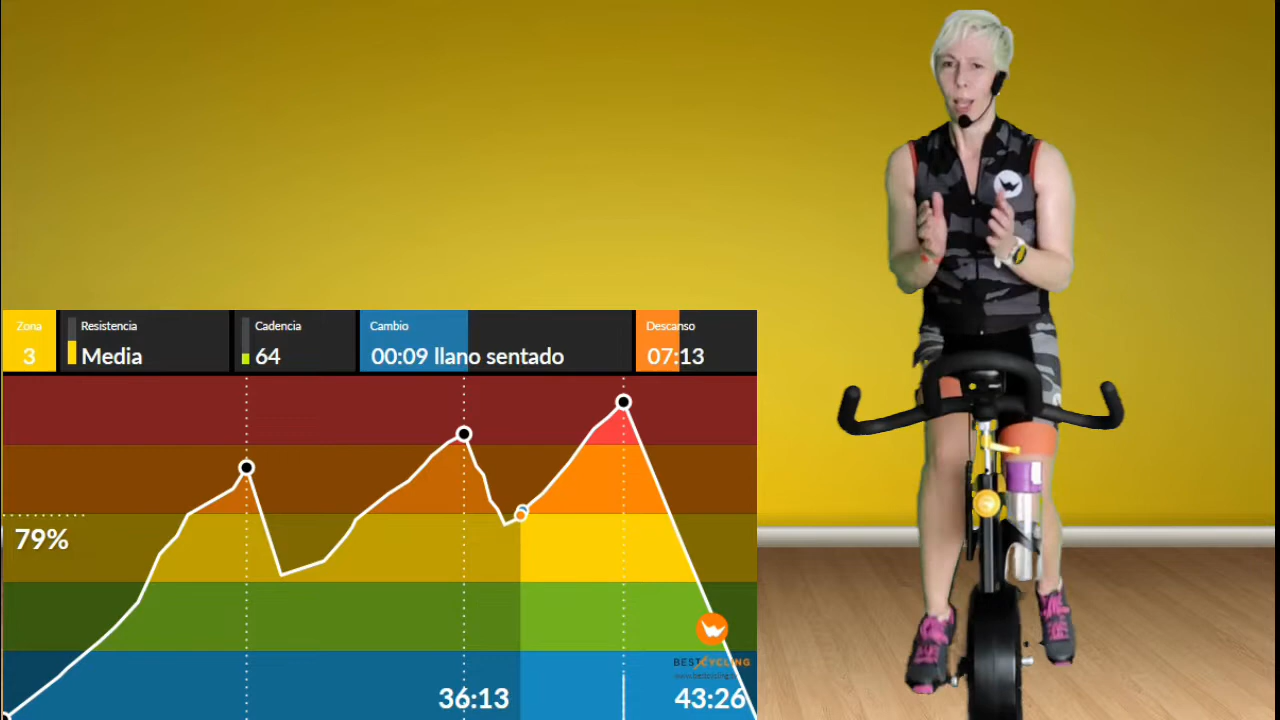 Zona
3
Resistencia
Media
Cadencia
64
Cambio
00:09 llano sentado
Descanso
07:13
79%
BESTCYCLING
36:13
43:26